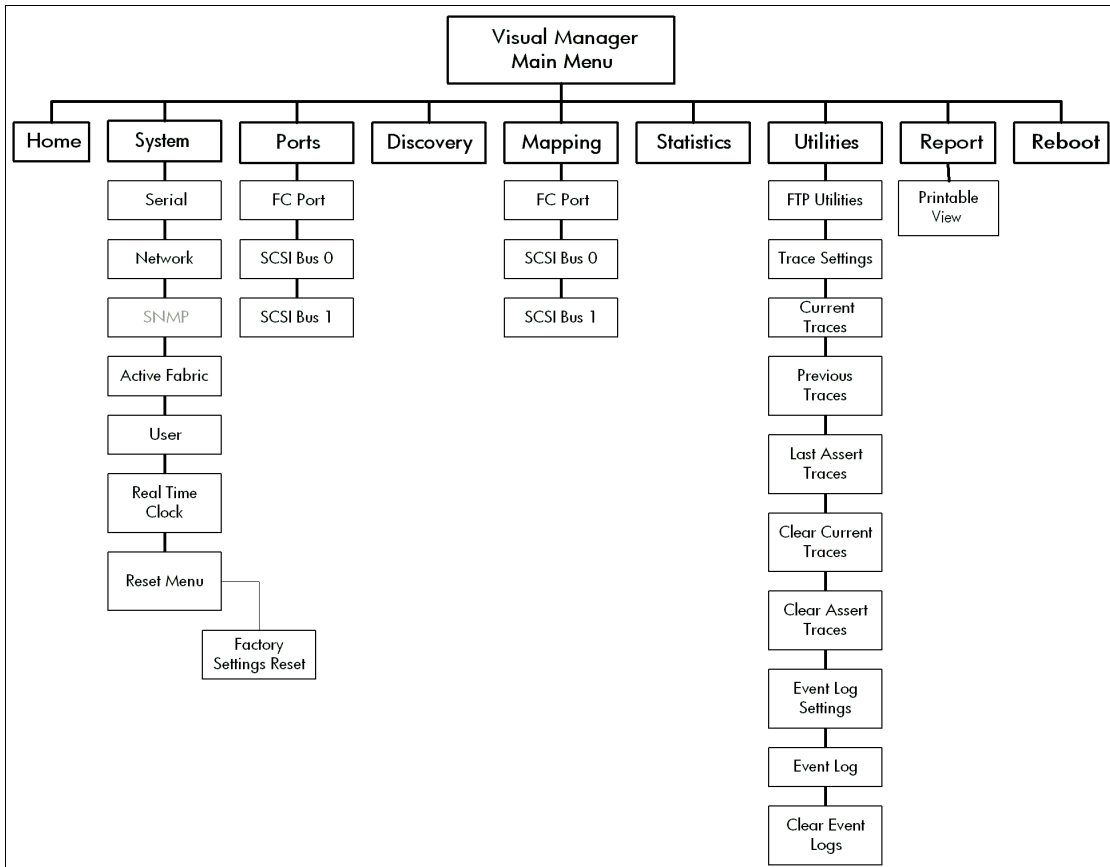 Visual Manager
Main Menu
Home
System
Ports
Discovery
Mapping
Statistics
Utilities
Report
Reboot
Serial
Network
SNMP
Active Fabric
User
Real Time
Clock
Reset Menu
Factory
Settings Reset
FC Port
SCSI Bus 0
SCSI Bus 1
FC Port
SCSI Bus 0
SCSI Bus 1
FTP Utilities
Trace Settings
Current
Traces
Previous
Traces
Last Assert
Traces
Clear Current
Traces
Clear Assert
Traces
Event Log
Settings
Event Log
Clear Event
Logs
Printable
View